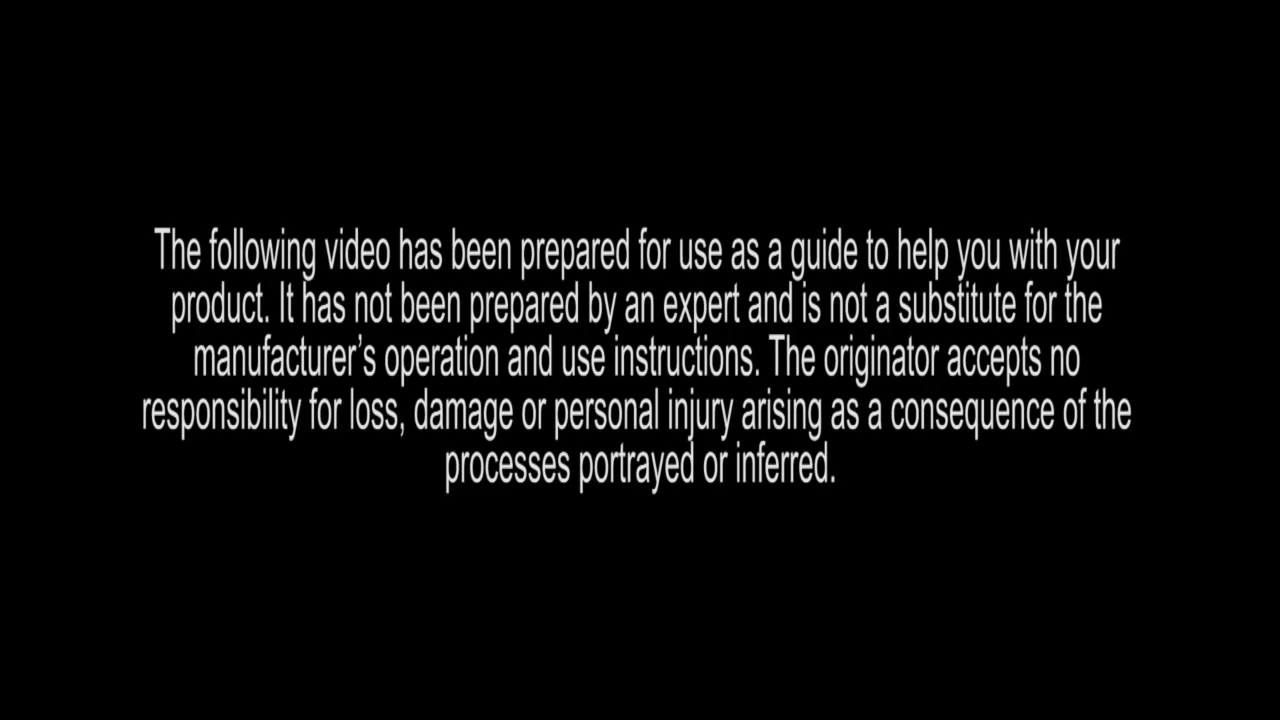 The following video has been prepared for use as a guide to help you with your
product. It has not been prepared by an expert and is not a substitute for the
manufacturer’s operation and use instructions. The originator accepts no
responsibility for loss, damage or personal injury arising as a consequence of the
processes portrayed or inferred.